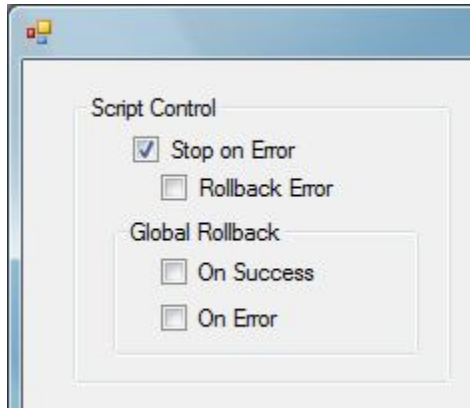 Script Control
Stop on Error
Rollback Error
Global Rollback
On Success
On Error